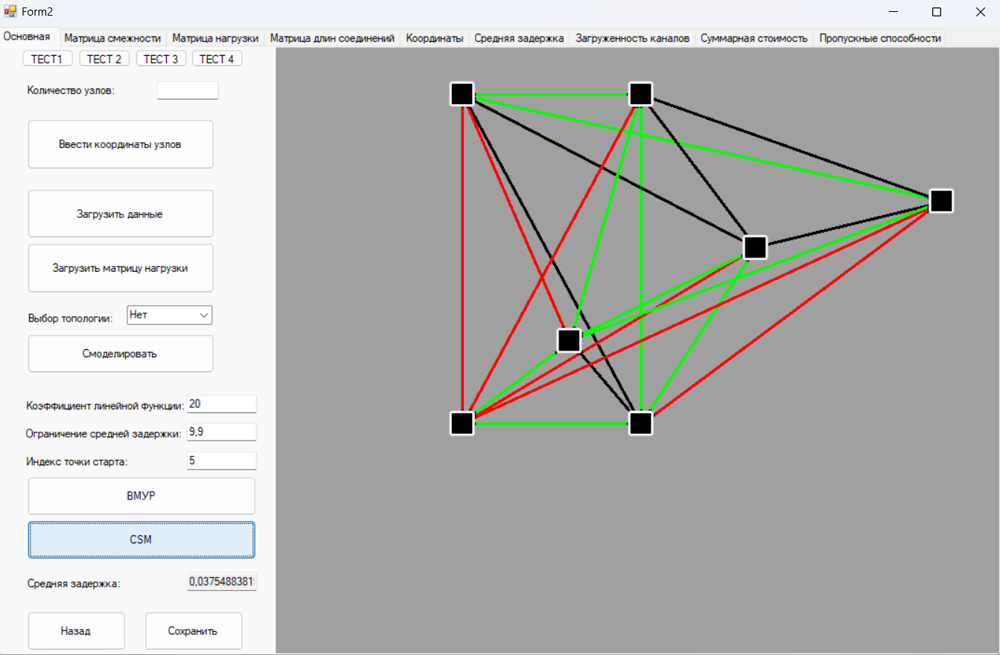 Form2
Основная Матрица смежности Матрица нагрузки Матрица длин соединений Координаты Средняя задержка Загруженность каналов Суммарная стоимость Пропускные способности
ТЕСТ1 ТЕСТ 2 ТЕСТ 3 ТЕСТ 4
Количество узлов:
Ввести координаты узлов
Загрузить данные
Загрузить матрицу нагрузки
Выбор топологии: Нет
Смоделировать
Коэффициент линейной функции: 20
Ограничение средней задержки: 9,9
Индекс точки старта: 5
ВМУР
CSM
Средняя задержка: 0,0375488381
Назад Сохранить